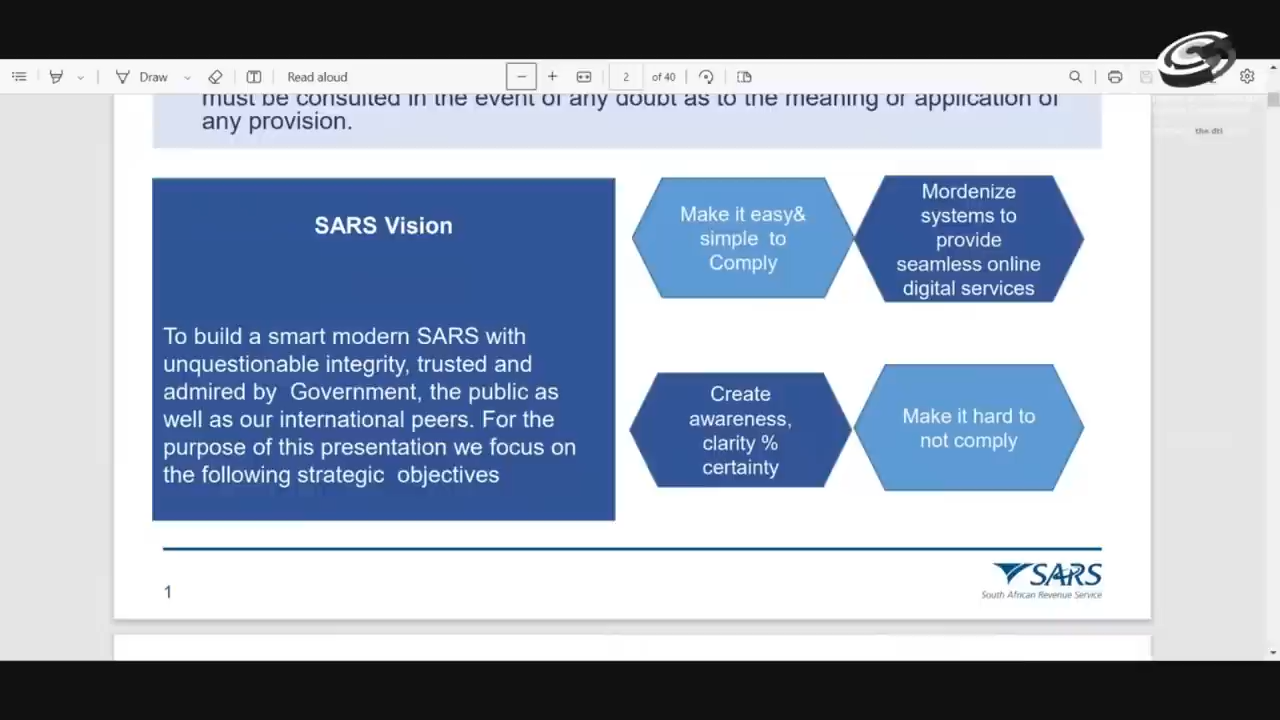 Draw
Read aloud
2
of 40
the dti
must be consulted in the event of any doubt as to the meaning or application of
any provision.
SARS Vision
To build a smart modern SARS with
unquestionable integrity, trusted and
admired by Government, the public as
well as our international peers. For the
purpose of this presentation we focus on
the following strategic objectives
Make it easy&
simple to
Comply
Mordenize
systems to
provide
seamless online
digital services
Create
awareness,
clarity %
certainty
Make it hard to
not comply
1
SARS
South African Revenue Service